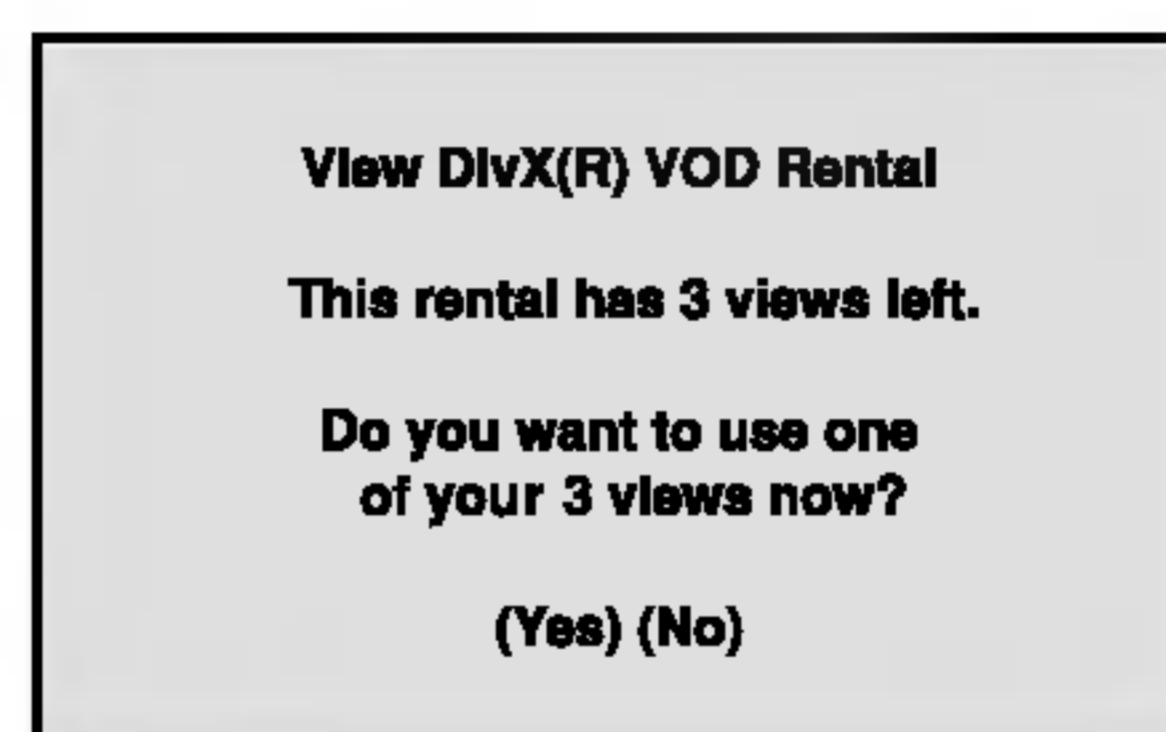 View DivX(R) VOD Rental
This rental has 3 views left.
Do you want to use one
of your 3 views now?
(Yes) (No)